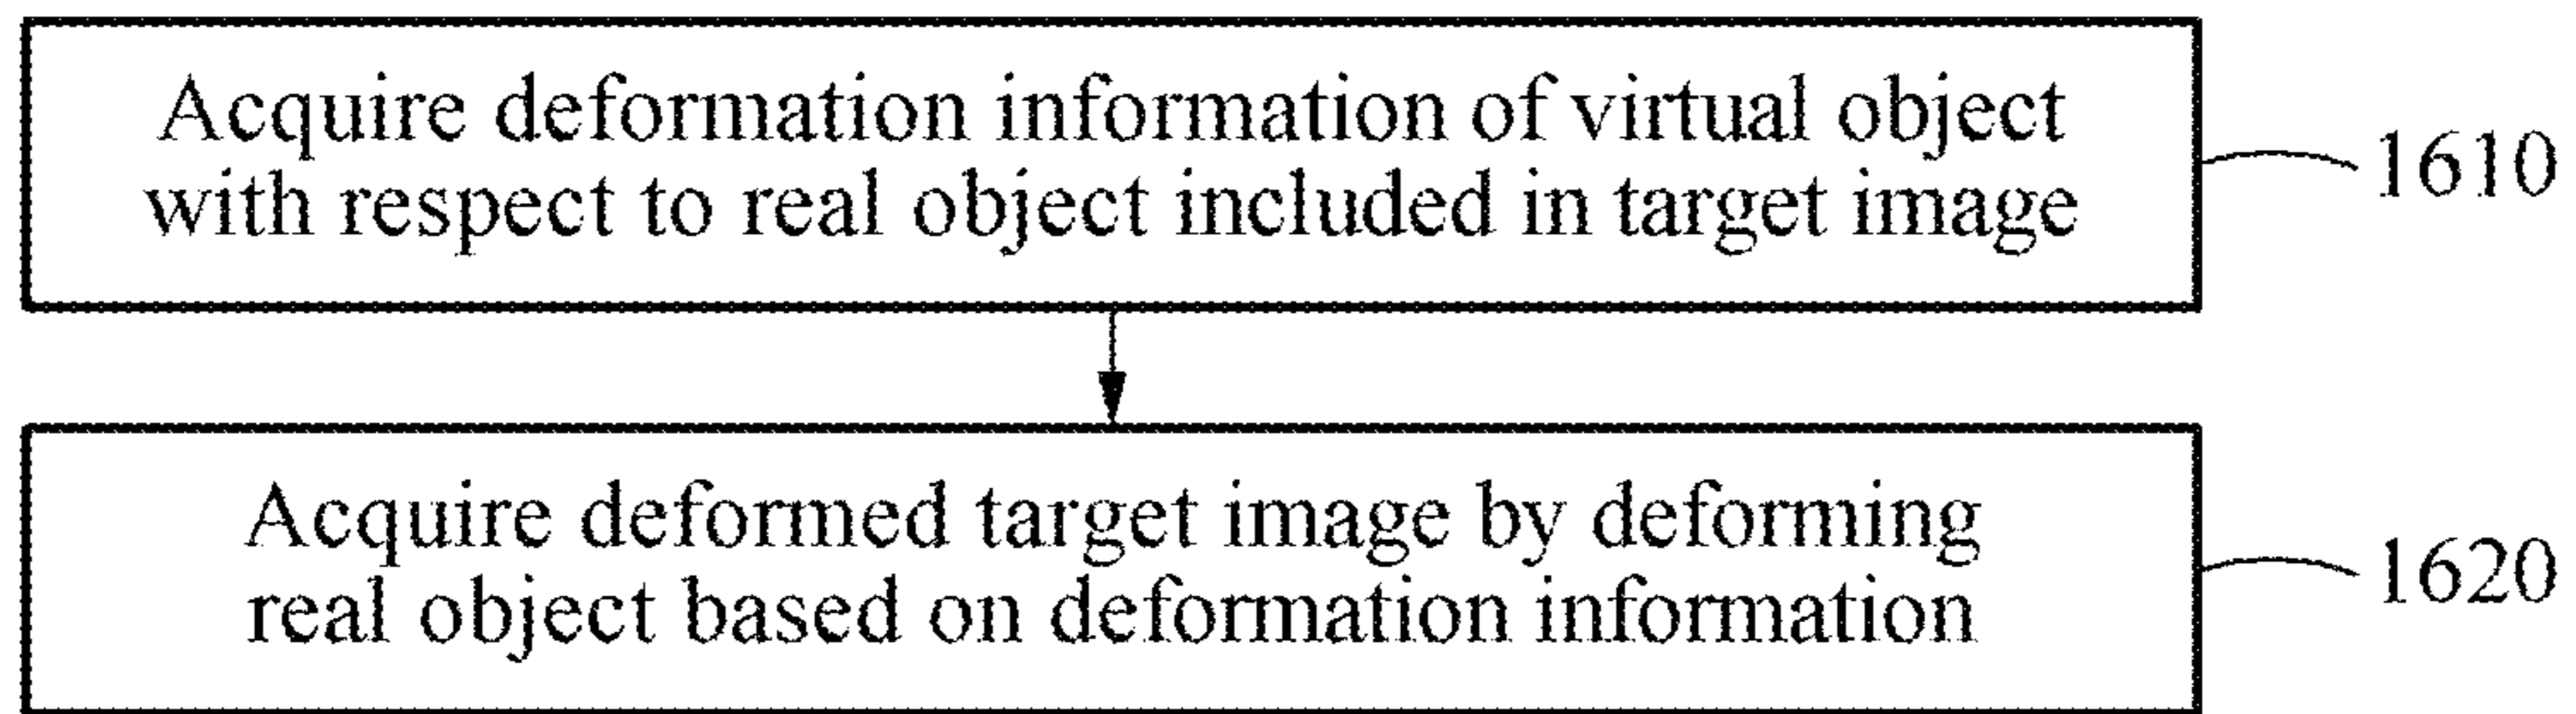 Acquire deformation information of virtual object
with respect to real object included in target image
1610
Acquire deformed target image by deforming
real object based on deformation information
1620